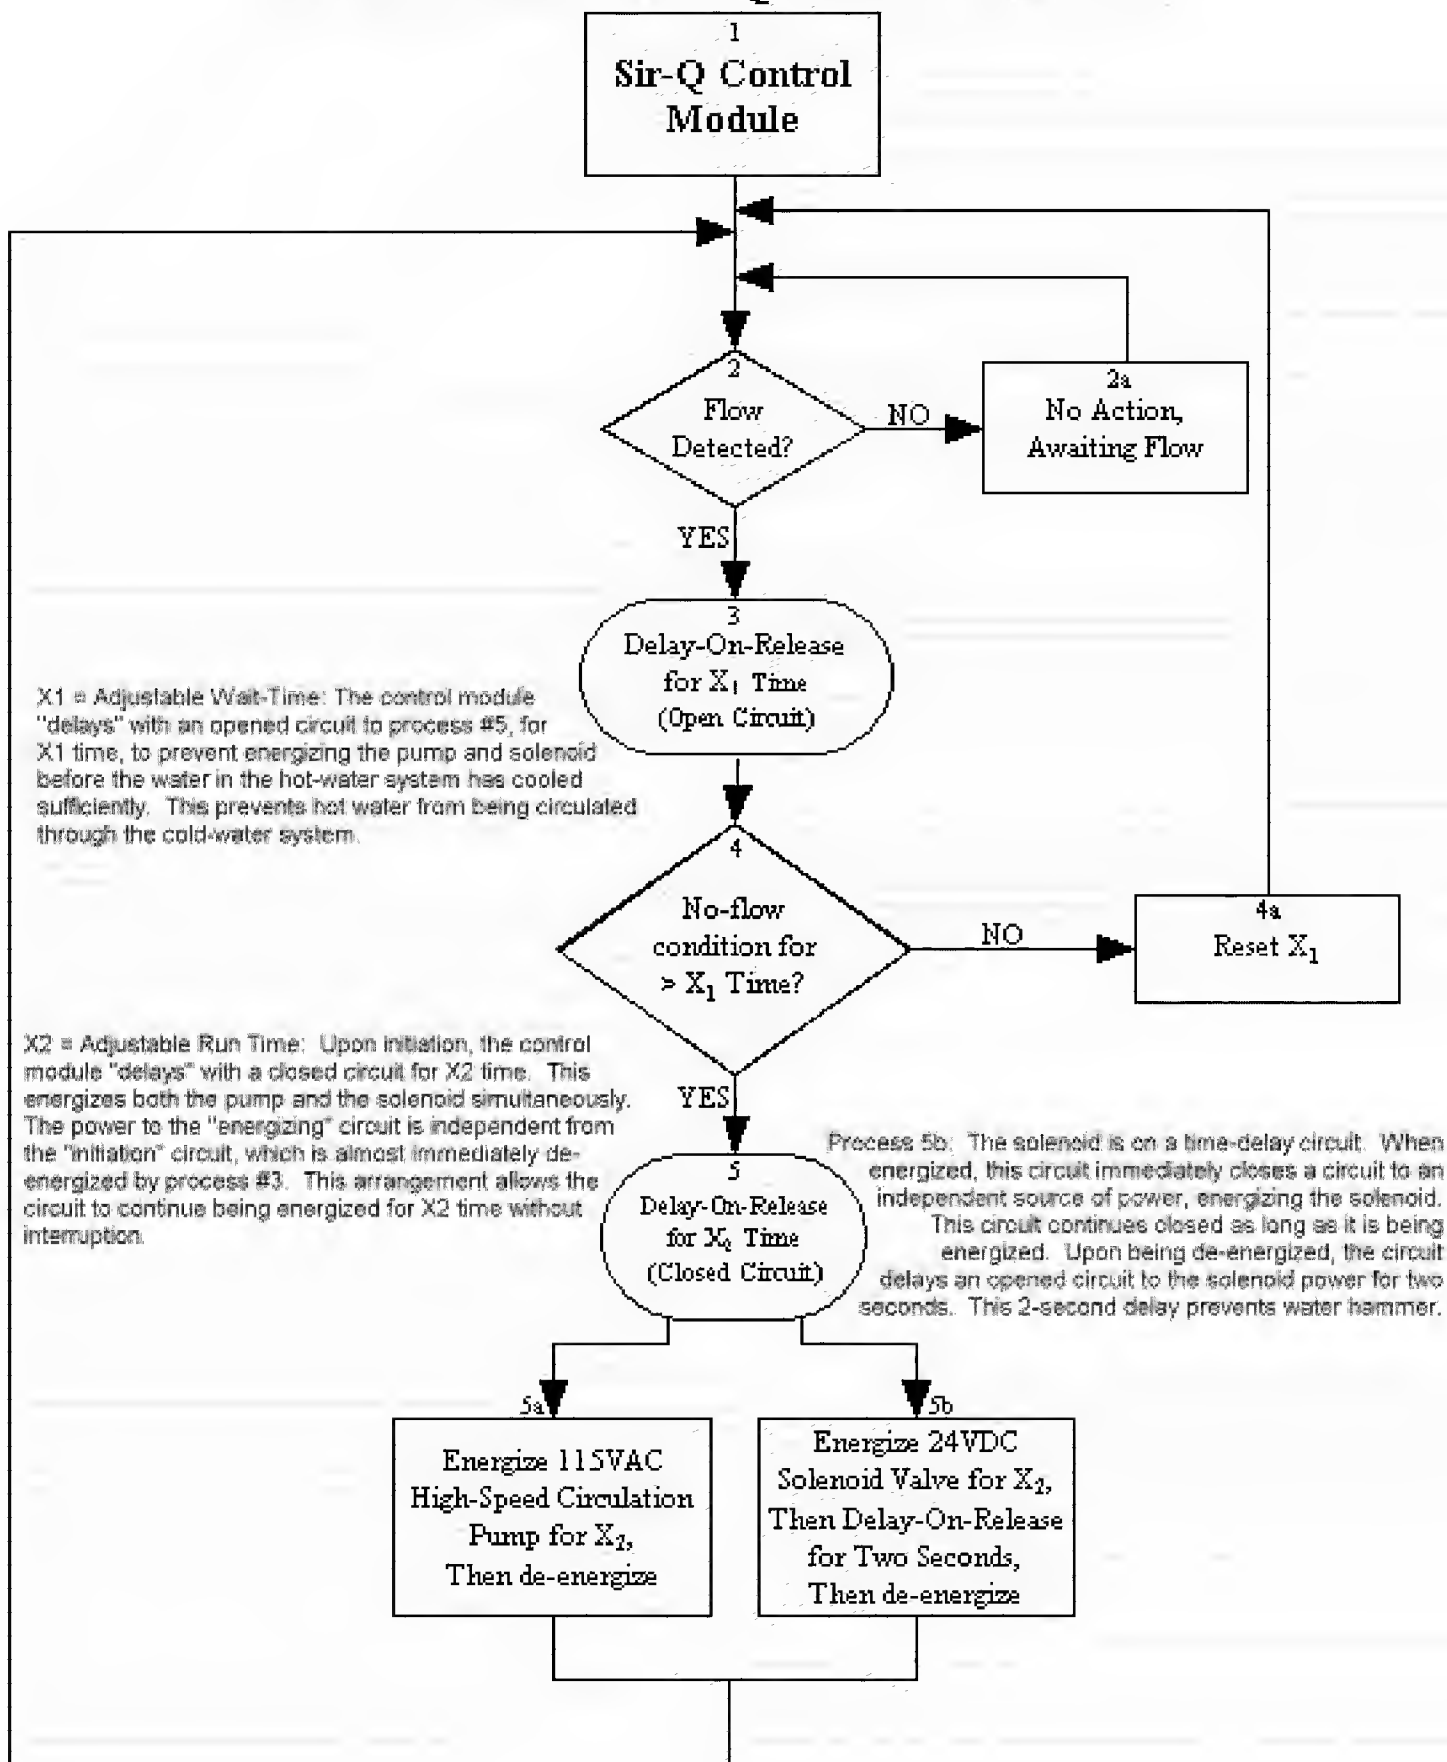 1
Sir-Q Control
Module
2
Flow
Detected?
NO
2a
No Action,
Awaiting Flow
YES
3
Delay-On-Release
for X₁ Time
(Open Circuit)
X1 = Adjustable Wait-Time: The control module
"delays" with an opened circuit to process #5, for
X1 time, to prevent energizing the pump and solenoid
before the water in the hot-water system has cooled
sufficiently. This prevents hot water from being circulated
through the cold-water system.
4
No-flow
condition for
> X₁ Time?
NO
4a
Reset X₁
X2 = Adjustable Run Time: Upon initiation, the control
module "delays" with a closed circuit for X2 time. This
energizes both the pump and the solenoid simultaneously.
The power to the "energizing" circuit is independent from
the "initiation" circuit, which is almost immediately de-
energized by process #3. This arrangement allows the
circuit to continue being energized for X2 time without
interruption.
YES
5
Delay-On-Release
for X₂ Time
(Closed Circuit)
Process 5b: The solenoid is on a time-delay circuit. When
energized, this circuit immediately closes a circuit to an
independent source of power, energizing the solenoid.
This circuit continues closed as long as it is being
energized. Upon being de-energized, the circuit
delays an opened circuit to the solenoid power for two
seconds. This 2-second delay prevents water hammer.
5a
Energize 115VAC
High-Speed Circulation
Pump for X₂,
Then de-energize
5b
Energize 24VDC
Solenoid Valve for X₂,
Then Delay-On-Release
for Two Seconds,
Then de-energize